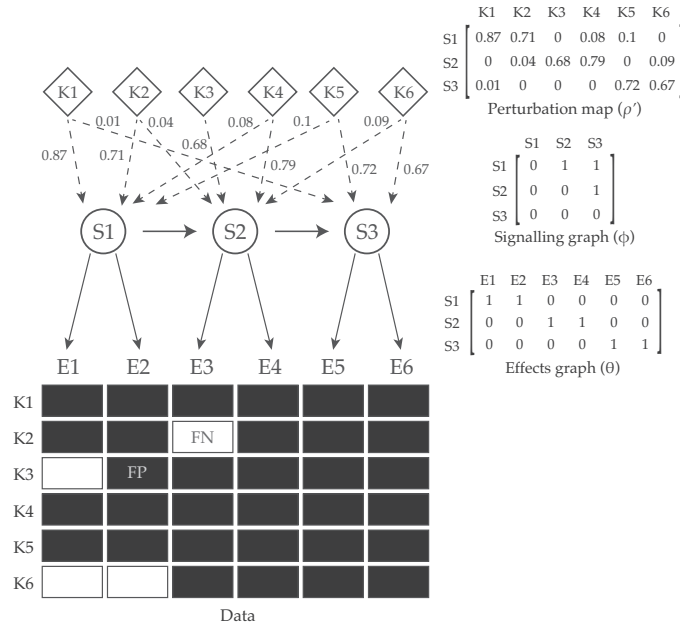 K1 K2 K3 K4 K5 K6
S1 0.87 0.71 0 0.08 0.1 0
S2 0 0.04 0.68 0.79 0 0.09
S3 0.01 0 0 0 0.72 0.67
Perturbation map (ρ′)
K1 K2 K3 K4 K5 K6
0.01 0.04 0.08 0.1 0.09
0.87 0.71 0.68 0.79 0.72 0.67
S1 S2 S3
S1 0 1 1
S2 0 0 1
S3 0 0 0
Signalling graph (ϕ)
S1 S2 S3
E1 E2 E3 E4 E5 E6
S1 1 1 0 0 0 0
S2 0 0 1 1 0 0
S3 0 0 0 0 1 1
Effects graph (θ)
E1 E2 E3 E4 E5 E6
K1
K2 FN
K3 FP
K4
K5
K6
Data